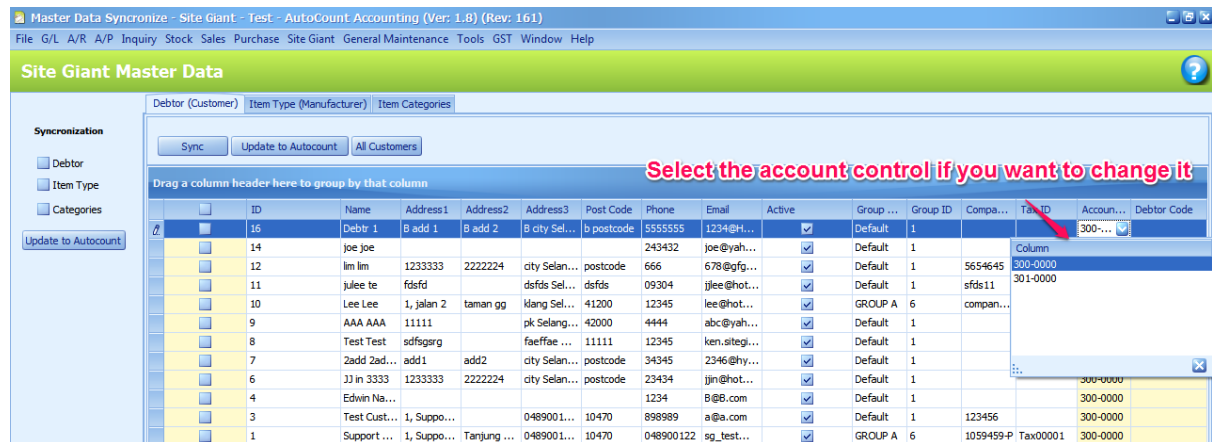 Master Data Syncronize - Site Giant - Test - AutoCount Accounting (Ver: 1.8) (Rev: 161)
File G/L A/R A/P Inquiry Stock Sales Purchase Site Giant General Maintenance Tools GST Window Help
Site Giant Master Data
Debtor (Customer) Item Type (Manufacturer) Item Categories
Syncronization
Sync Update to Autocount All Customers
Debtor
Select the account control if you want to change it
Item Type
Drag a column header here to group by that column
Categories
ID Name Address1 Address2 Address3 Post Code Phone Email Active Group ... Group ID Compa... Tax ID Accoun... Debtor Code
Update to Autocount
16 Debtr 1 B add 1 B add 2 B city Sel... b postcode 5555555 1234@H... Default 1 300-...
Column
300-0000
301-0000
14 joe joe 243432 joe@yah... Default 1
12 lim lim 1233333 2222224 city Selan... postcode 666 678@gfg... Default 1 5654645
11 julee te fdsfd dsfds Sel... dsfds 09304 jjlee@hot... Default 1 sfds11
10 Lee Lee 1, jalan 2 taman gg klang Sel... 41200 12345 lee@hot... GROUP A 6 compan...
9 AAA AAA 11111 pk Selang... 42000 4444 abc@yah... Default 1
8 Test Test sdfsgsrg faeffae ... 11111 12345 ken.sitegi... Default 1
7 2add 2ad... add1 add2 city Selan... postcode 34345 2346@hy... Default 1
6 JJ in 3333 1233333 2222224 city Selan... postcode 23434 jjin@hot... Default 1 300-0000
4 Edwin Na... 1234 B@B.com Default 1 300-0000
3 Test Cust... 1, Suppo... 0489001... 10470 898989 a@a.com Default 1 123456 300-0000
1 Support ... 1, Suppo... Tanjung ... 0489001... 10470 048900122 sg_test... GROUP A 6 1059459-P Tax00001 300-0000